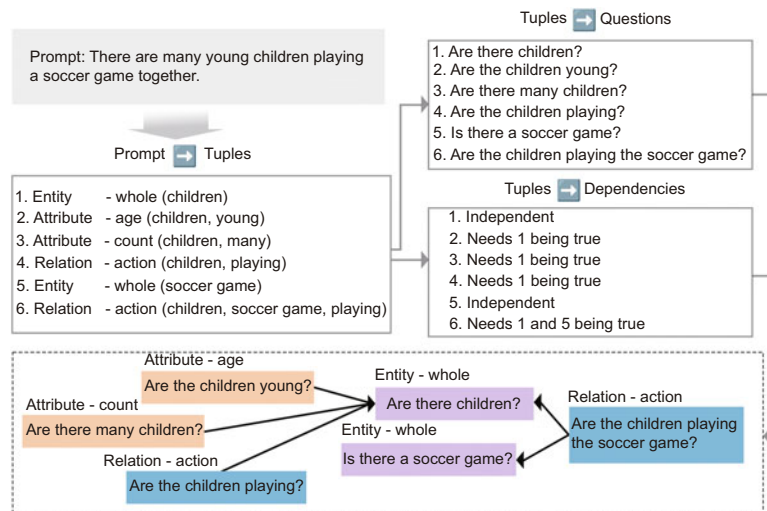 Prompt: There are many young children playing
a soccer game together.
Prompt ➡ Tuples
1. Entity - whole (children)
2. Attribute - age (children, young)
3. Attribute - count (children, many)
4. Relation - action (children, playing)
5. Entity - whole (soccer game)
6. Relation - action (children, soccer game, playing)
Tuples ➡ Questions
1. Are there children?
2. Are the children young?
3. Are there many children?
4. Are the children playing?
5. Is there a soccer game?
6. Are the children playing the soccer game?
Tuples ➡ Dependencies
1. Independent
2. Needs 1 being true
3. Needs 1 being true
4. Needs 1 being true
5. Independent
6. Needs 1 and 5 being true
Attribute - age
Are the children young?
Attribute - count
Are there many children?
Relation - action
Are the children playing?
Entity - whole
Are there children?
Entity - whole
Is there a soccer game?
Relation - action
Are the children playing
the soccer game?